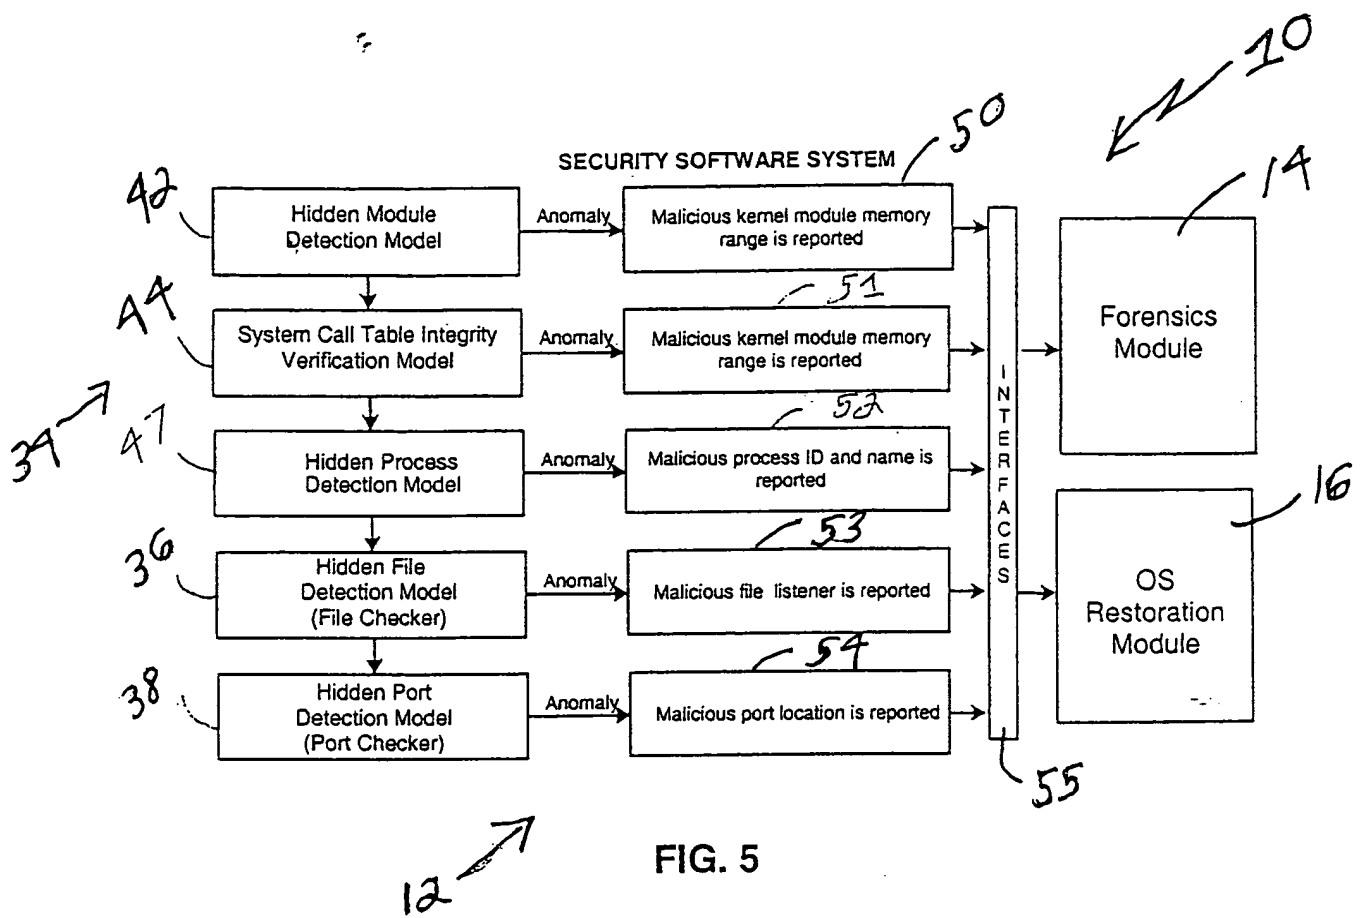 10
50
SECURITY SOFTWARE SYSTEM
14
42
Hidden Module
Detection Model
Anomaly
Malicious kernel module memory
range is reported
51
44
System Call Table Integrity
Verification Model
Anomaly
Malicious kernel module memory
range is reported
INTERFACES
Forensics
Module
34
52
47
Hidden Process
Detection Model
Anomaly
Malicious process ID and name is
reported
16
53
36
Hidden File
Detection Model
(File Checker)
Anomaly
Malicious file listener is reported
OS
Restoration
Module
54
38
Hidden Port
Detection Model
(Port Checker)
Anomaly
Malicious port location is reported
55
12
FIG. 5